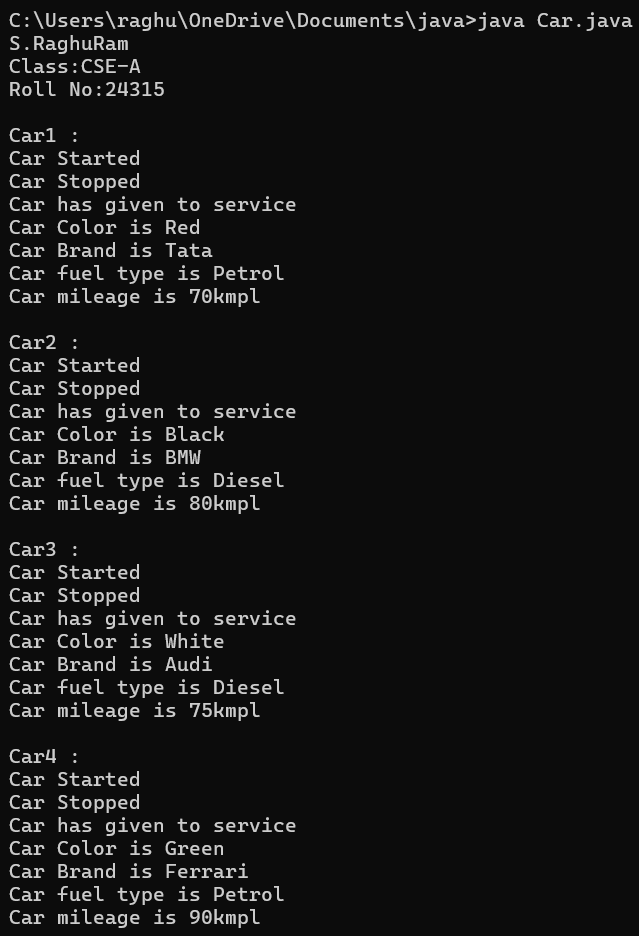 C:\Users\raghu\OneDrive\Documents\java>java Car.java
S.RaghuRam
Class:CSE-A
Roll No:24315
Car1 :
Car Started
Car Stopped
Car has given to service
Car Color is Red
Car Brand is Tata
Car fuel type is Petrol
Car mileage is 70kmpl
Car2 :
Car Started
Car Stopped
Car has given to service
Car Color is Black
Car Brand is BMW
Car fuel type is Diesel
Car mileage is 80kmpl
Car3 :
Car Started
Car Stopped
Car has given to service
Car Color is White
Car Brand is Audi
Car fuel type is Diesel
Car mileage is 75kmpl
Car4 :
Car Started
Car Stopped
Car has given to service
Car Color is Green
Car Brand is Ferrari
Car fuel type is Petrol
Car mileage is 90kmpl